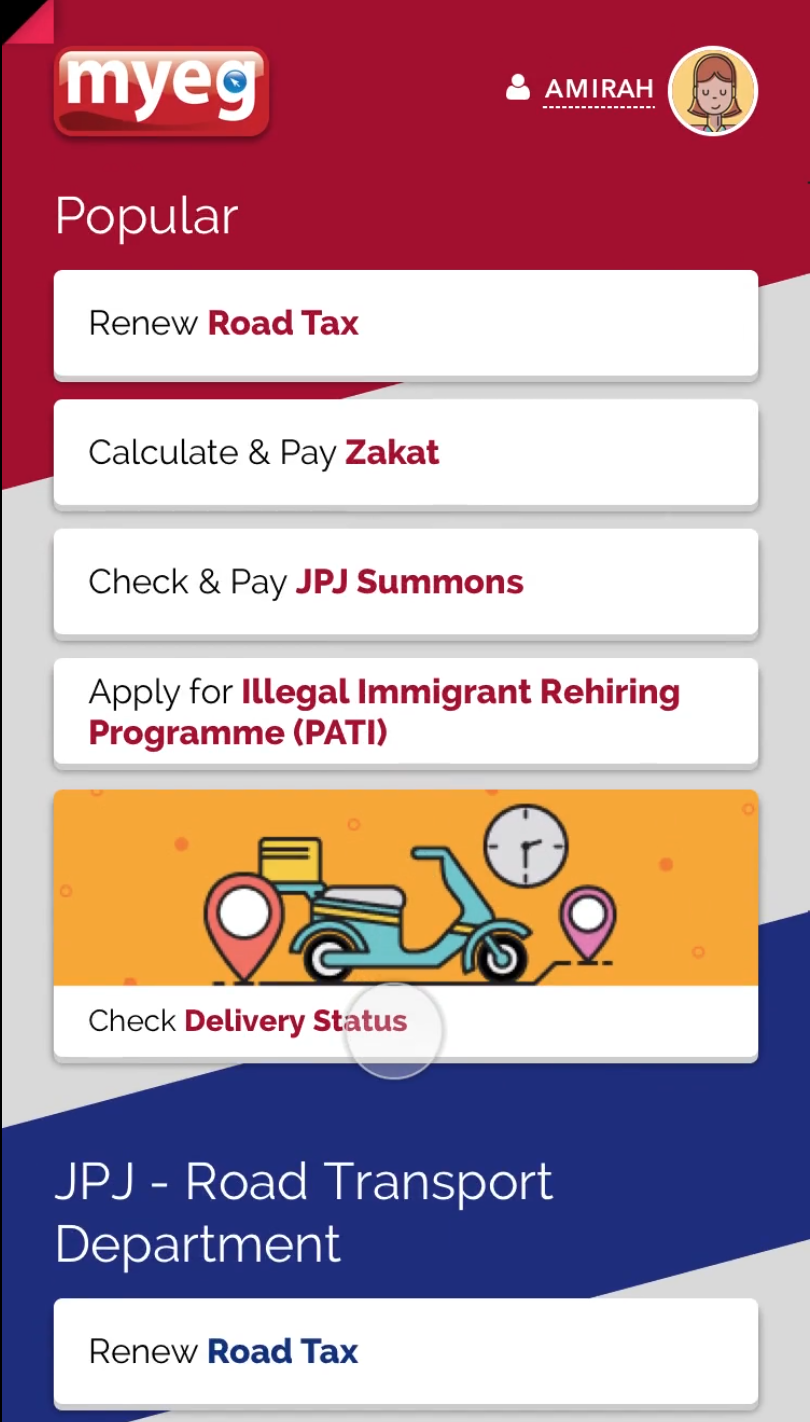 myeg
AMIRAH
Popular
Renew Road Tax
Calculate & Pay Zakat
Check & Pay JPJ Summons
Apply for Illegal Immigrant Rehiring
Programme (PATI)
Check Delivery Status
JPJ - Road Transport
Department
Renew Road Tax